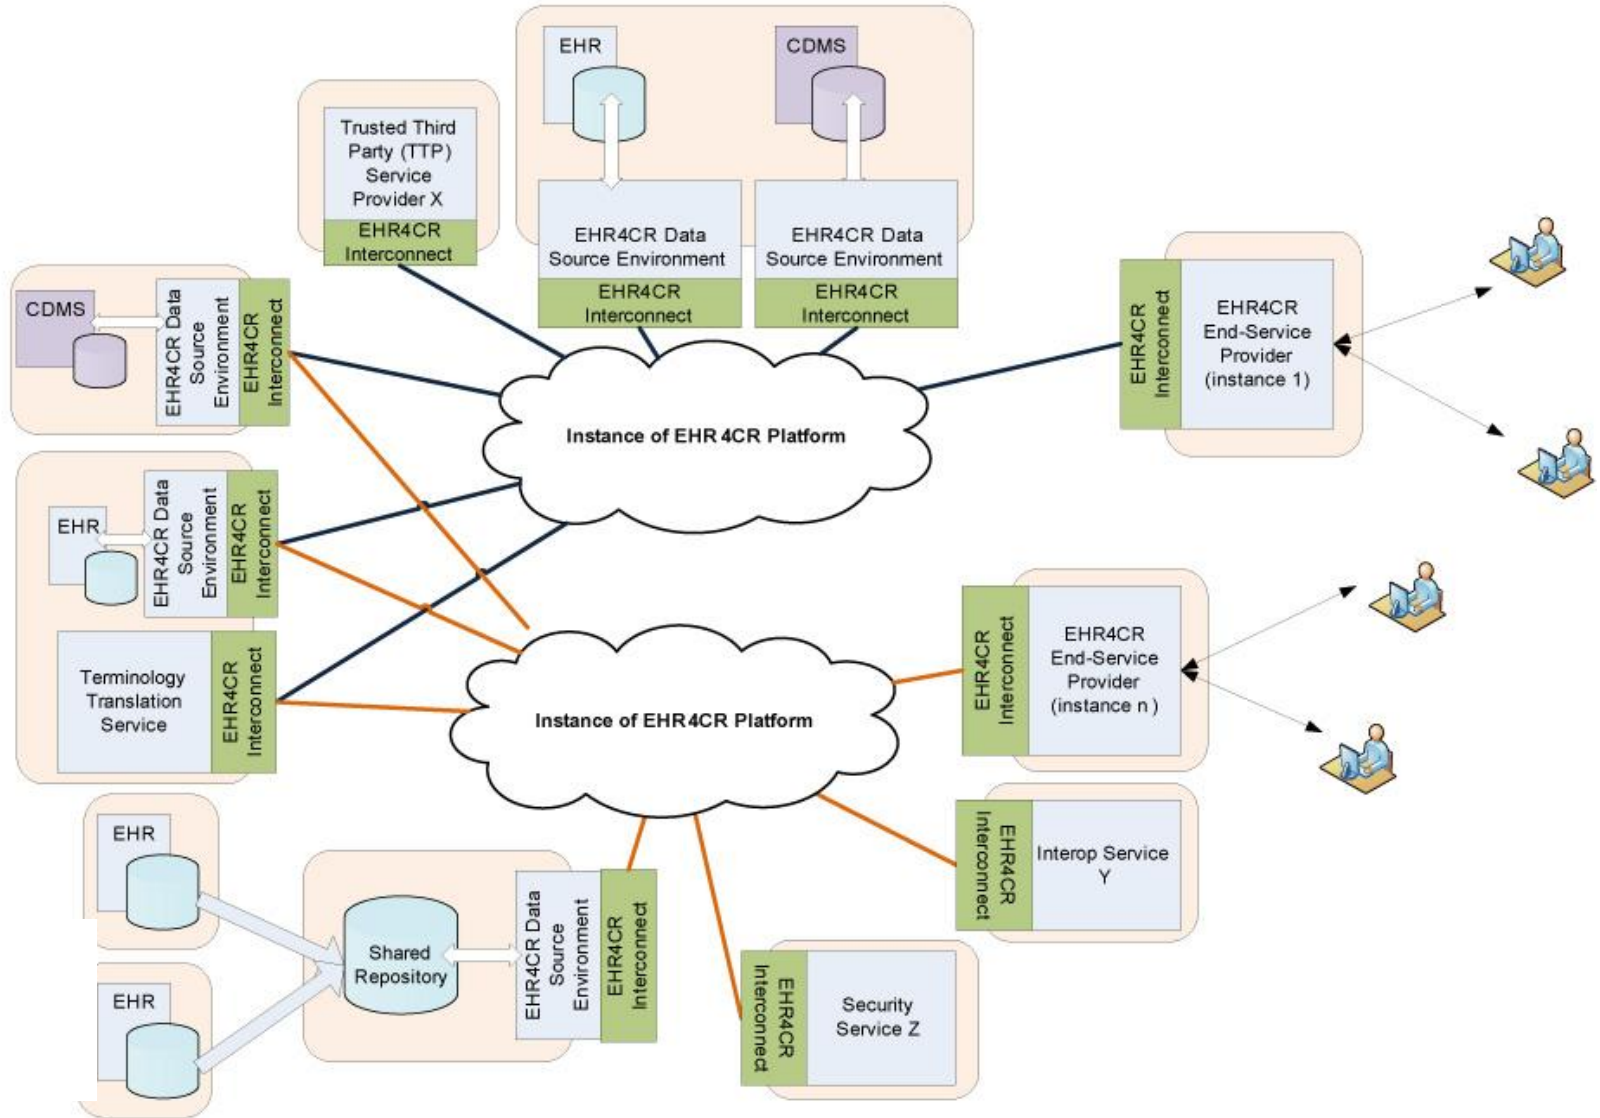 EHR
CDMS
Trusted Third
Party (TTP)
Service
Provider X
EHR4CR
Interconnect
EHR4CR Data
Source Environment
EHR4CR
Interconnect
EHR4CR Data
Source Environment
EHR4CR
Interconnect
CDMS
EHR4CR Data
Source
Environment
EHR4CR
Interconnect
EHR4CR
Interconnect
EHR4CR
End-Service
Provider
(instance 1)
Instance of EHR4CR Platform
EHR
EHR4CR Data
Source
Environment
EHR4CR
Interconnect
Terminology
Translation
Service
EHR4CR
Interconnect
EHR4CR
Interconnect
EHR4CR
End-Service
Provider
(instance n )
Instance of EHR4CR Platform
EHR
EHR4CR
Interconnect
Interop Service
Y
Shared
Repository
EHR4CR Data
Source
Environment
EHR4CR
Interconnect
EHR
EHR4CR
Interconnect
Security
Service Z